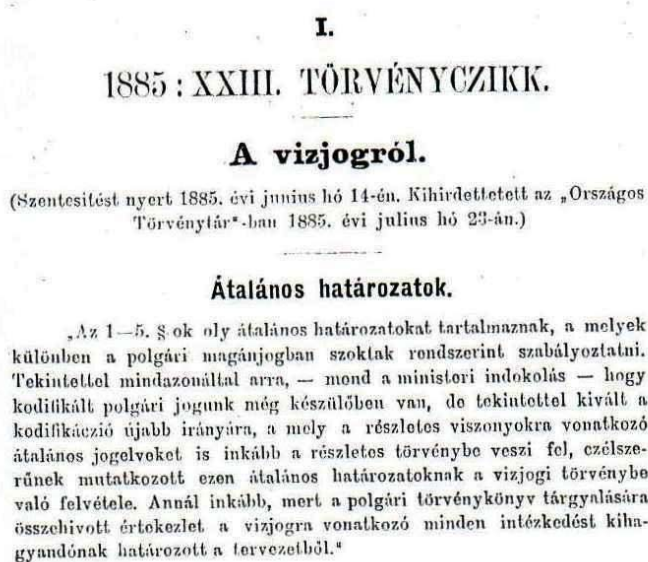 I.
1885 : XXIII. TÖRVÉNYCZIKK.
A vizjogról.
(Szentesitést nyert 1885. évi junius hó 14-én. Kihirdettetett az „Országos
Törvénytár“-ban 1885. évi julius hó 23-án.)
Átalános határozatok.
„Az 1—5. §-ok oly átalános határozatokat tartalmaznak, a melyek
különben a polgári magánjogban szoktak rendszerint szabályoztatni.
Tekintettel mindazonáltal arra, — mond a ministeri indokolás — hogy
kodifikált polgári jogunk még készülőben van, de tekintettel kivált a
kodifikáczió újabb irányára, a mely a részletes viszonyokra vonatkozó
átalános jogelveket is inkább a részletes törvénybe veszi fel, czélsze-
rűnek mutatkozott ezen átalános határozatoknak a vizjogi törvénybe
való felvétele. Annál inkább, mert a polgári törvénykönyv tárgyalására
összehivott értekezlet a vizjogra vonatkozó minden intézkedést kiha-
gyandónak határozott a tervezetből.“